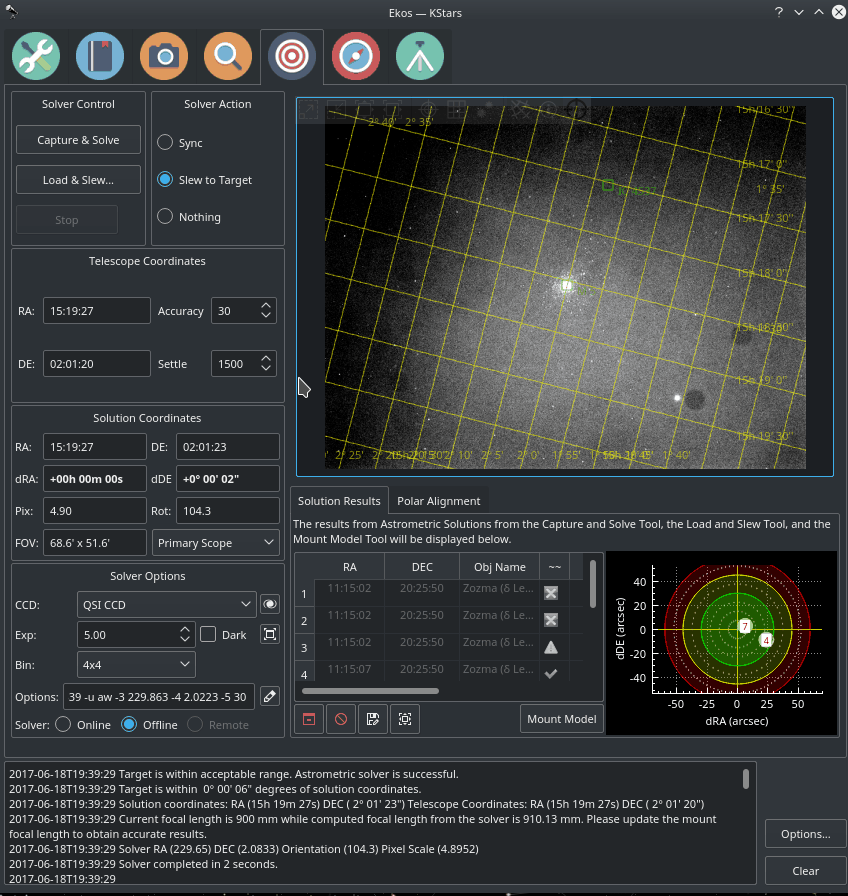 Ekos — KStars
Solver Control
Solver Action
Capture & Solve
Load & Slew...
Stop
Sync
Slew to Target
Nothing
Telescope Coordinates
RA: 15:19:27 Accuracy 30
DE: 02:01:20 Settle 1500
Solution Coordinates
RA: 15:19:27 DE: 02:01:23
dRA: +00h 00m 00s dDE +0° 00' 02"
Pix: 4.90 Rot: 104.3
FOV: 68.6' x 51.6' Primary Scope
Solver Options
CCD: QSI CCD
Exp: 5.00 Dark
Bin: 4x4
Options: 39 -u aw -3 229.863 -4 2.0223 -5 30
Solver: Online Offline Remote
2° 40' 2° 35'
15h 16' 30"
15h 17' 0"
1° 35'
15h 17' 30"
15h 18' 0"
15h 19' 0"
15h 19' 30"
2° 25' 2° 10' 2° 5' 2° 0' 1° 55' 1° 40'
Solution Results Polar Alignment
The results from Astrometric Solutions from the Capture and Solve Tool, the Load and Slew Tool, and the
Mount Model Tool will be displayed below.
RA DEC Obj Name ~~
1 11:15:02 20:25:50 Zozma (δ Le...
2 11:15:02 20:25:50 Zozma (δ Le...
3 11:15:02 20:25:50 Zozma (δ Le...
4 11:15:07 20:25:50 Zozma (δ Le...
Mount Model
dDE (arcsec)
40
20
0
-20
-40
7
4
-50 -25 0 25 50
dRA (arcsec)
2017-06-18T19:39:29 Target is within acceptable range. Astrometric solver is successful.
2017-06-18T19:39:29 Target is within 0° 00' 06" degrees of solution coordinates.
2017-06-18T19:39:29 Solution coordinates: RA (15h 19m 27s) DEC ( 2° 01' 23") Telescope Coordinates: RA (15h 19m 27s) DEC ( 2° 01' 20")
2017-06-18T19:39:29 Current focal length is 900 mm while computed focal length from the solver is 910.13 mm. Please update the mount
focal length to obtain accurate results.
2017-06-18T19:39:29 Solver RA (229.65) DEC (2.0833) Orientation (104.3) Pixel Scale (4.8952)
2017-06-18T19:39:29 Solver completed in 2 seconds.
2017-06-18T19:39:29
Options...
Clear